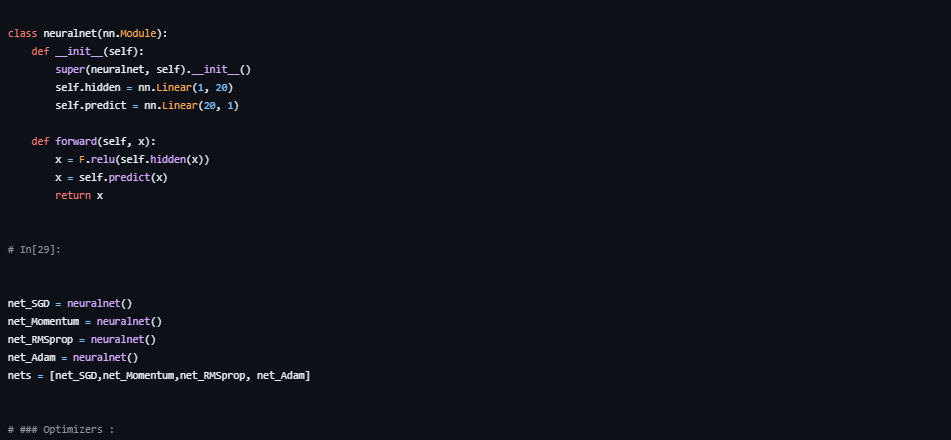 class neuralnet(nn.Module):
    def __init__(self):
        super(neuralnet, self).__init__()
        self.hidden = nn.Linear(1, 20)
        self.predict = nn.Linear(20, 1)
    def forward(self, x):
        x = F.relu(self.hidden(x))
        x = self.predict(x)
        return x
# In[29]:
net_SGD = neuralnet()
net_Momentum = neuralnet()
net_RMSprop = neuralnet()
net_Adam = neuralnet()
nets = [net_SGD,net_Momentum,net_RMSprop, net_Adam]
# ### Optimizers :